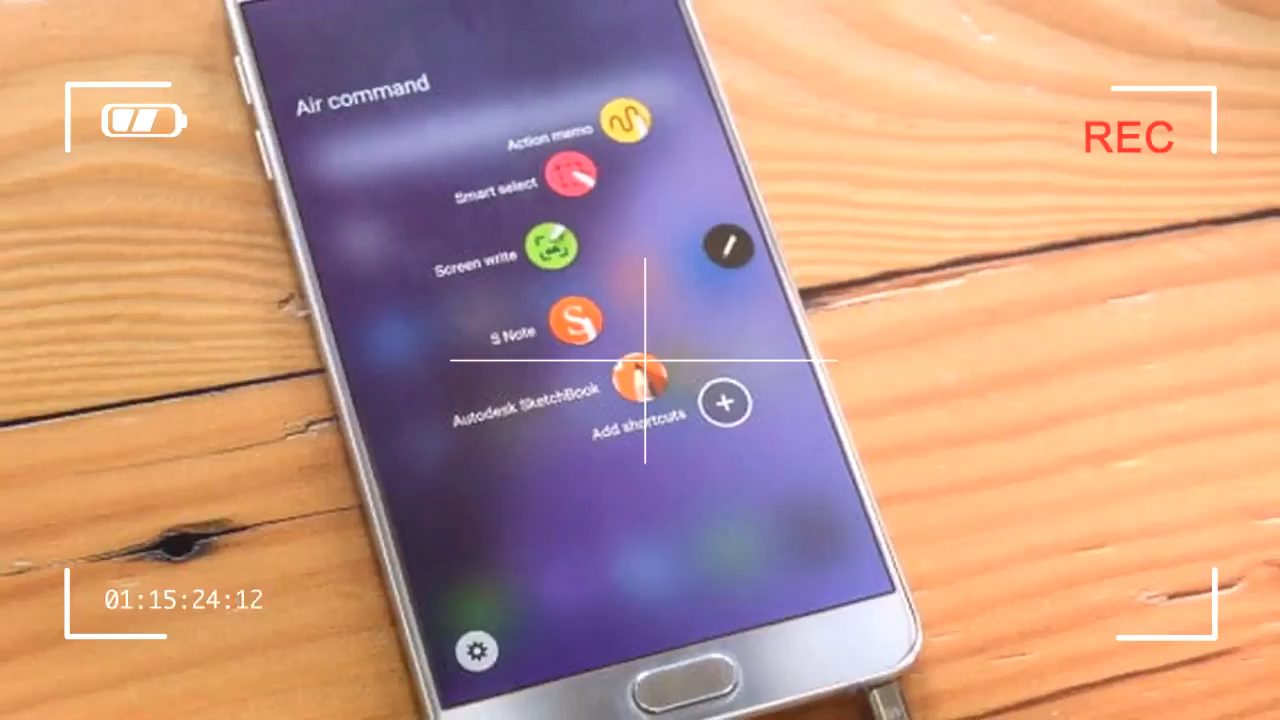 Air command
REC
Action memo
Smart select
Screen write
S Note
Autodesk SketchBook
Add shortcuts
01:15:24:12